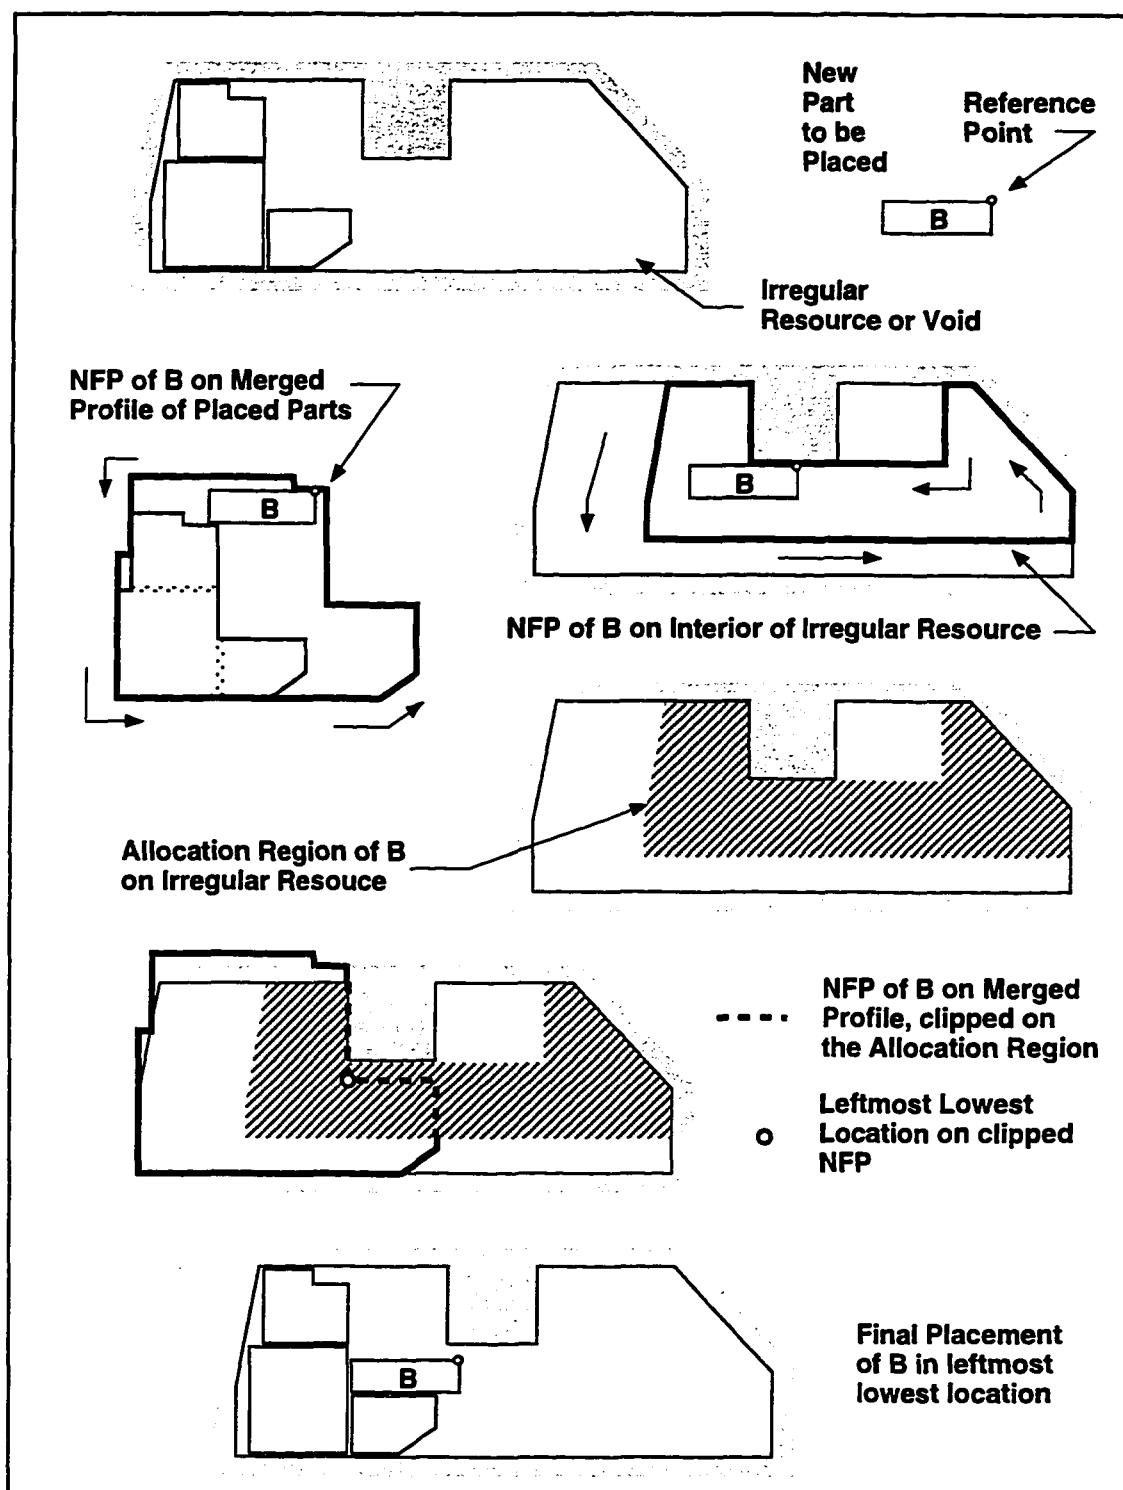 New
Part
to be
Placed
Reference
Point
B
Irregular
Resource or Void
NFP of B on Merged
Profile of Placed Parts
B
B
NFP of B on Interior of Irregular Resource
Allocation Region of B
on Irregular Resouce
NFP of B on Merged
Profile, clipped on
the Allocation Region
Leftmost Lowest
Location on clipped
NFP
B
Final Placement
of B in leftmost
lowest location